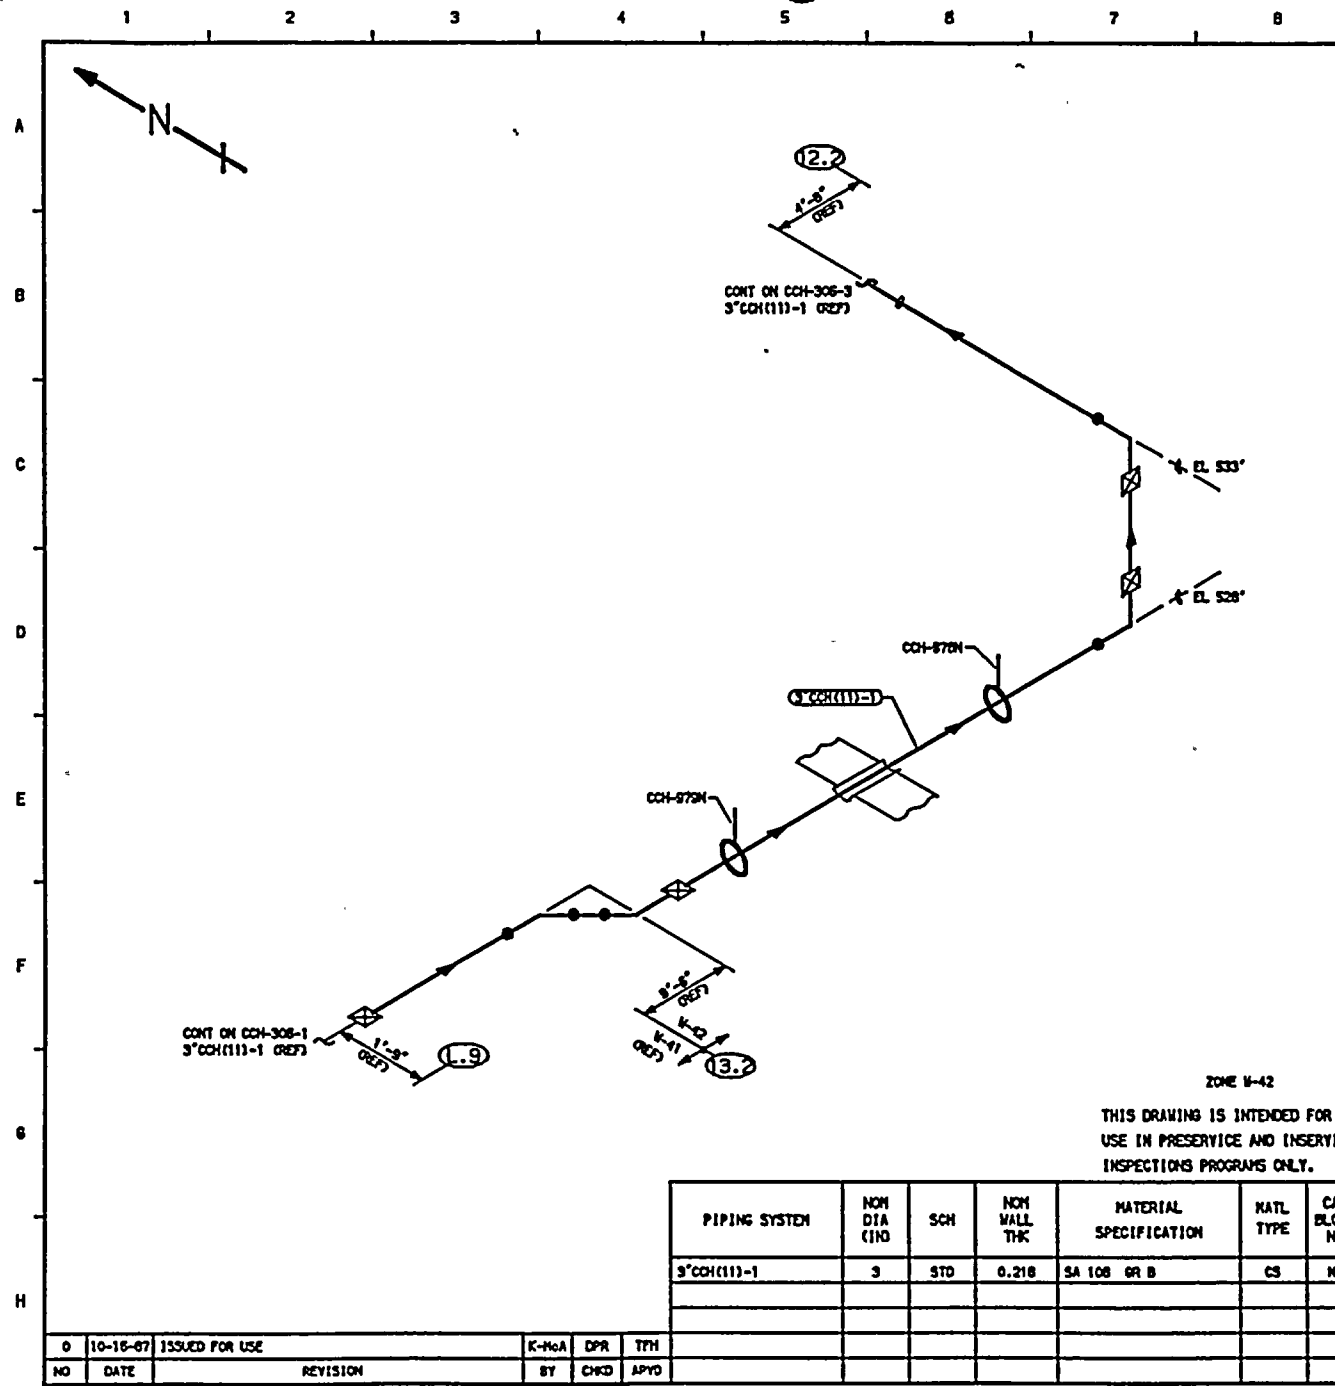 1 2 3 4 5 6 7 8
A
N
12.2
4'-8"
(REF)
B
CONT ON CCH-306-3
3"CCH(11)-1 (REF)
C
EL 533'
EL 528'
D
CCH-978N
3"CCH(11)-1
E
CCH-979N
F
9'-6"
(REF)
CONT ON CCH-306-1
3"CCH(11)-1 (REF)
1'-9"
(REF)
L.9
W-42
W-41
(REF)
13.2
ZONE W-42
G
THIS DRAWING IS INTENDED FOR
USE IN PRESERVICE AND INSERVI
INSPECTIONS PROGRAMS ONLY.
PIPING SYSTEM NOM DIA (IN) SCH NOM WALL THK MATERIAL SPECIFICATION MATL TYPE CA BLO N
3"CCH(11)-1 3 STD 0.216 SA 106 GR B CS N
H
0 10-16-87 ISSUED FOR USE K-McA DPR TFH
NO DATE REVISION BY CHKD APVD